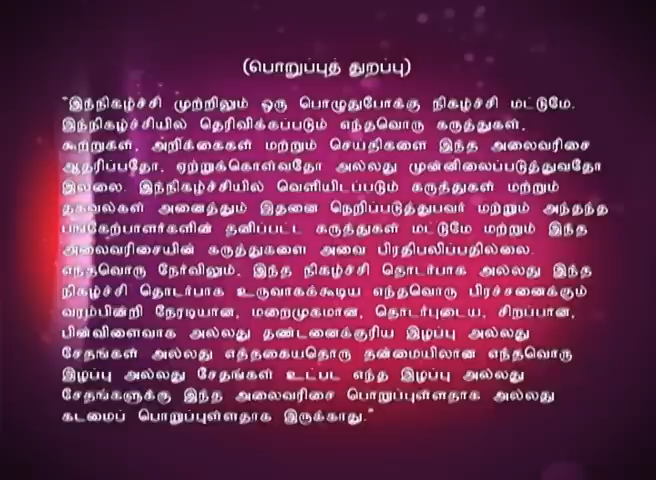 (பொறுப்புத் துறப்பு)
"இந்நிகழ்ச்சி முற்றிலும் ஒரு பொழுதுபோக்கு நிகழ்ச்சி மட்டுமே.
இந்நிகழ்ச்சியில் தெரிவிக்கப்படும் எந்தவொரு கருத்துகள்,
கூற்றுகள், அறிக்கைகள் மற்றும் செய்திகளை இந்த அலைவரிசை
ஆதரிப்பதோ, ஏற்றுக்கொள்வதோ அல்லது முன்னிலைப்படுத்துவதோ
இல்லை. இந்நிகழ்ச்சியில் வெளியிடப்படும் கருத்துகள் மற்றும்
தகவல்கள் அனைத்தும் இதனை நெறிப்படுத்துபவர் மற்றும் அந்தந்த
பங்கேற்பாளர்களின் தனிப்பட்ட கருத்துகள் மட்டுமே மற்றும் இந்த
அலைவரிசையின் கருத்துகளை அவை பிரதிபலிப்பதில்லை.
எந்தவொரு நேர்விலும், இந்த நிகழ்ச்சி தொடர்பாக அல்லது இந்த
நிகழ்ச்சி தொடர்பாக உருவாகக்கூடிய எந்தவொரு பிரச்சனைக்கும்
வரம்பின்றி நேரடியான, மறைமுகமான, தொடர்புடைய, சிறப்பான,
பின்விளைவாக அல்லது தண்டனைக்குரிய இழப்பு அல்லது
சேதங்கள் அல்லது எத்தகையதொரு தன்மையிலான எந்தவொரு
இழப்பு அல்லது சேதங்கள் உட்பட எந்த இழப்பு அல்லது
சேதங்களுக்கு இந்த அலைவரிசை பொறுப்புள்ளதாக அல்லது
கடமைப் பொறுப்புள்ளதாக இருக்காது."